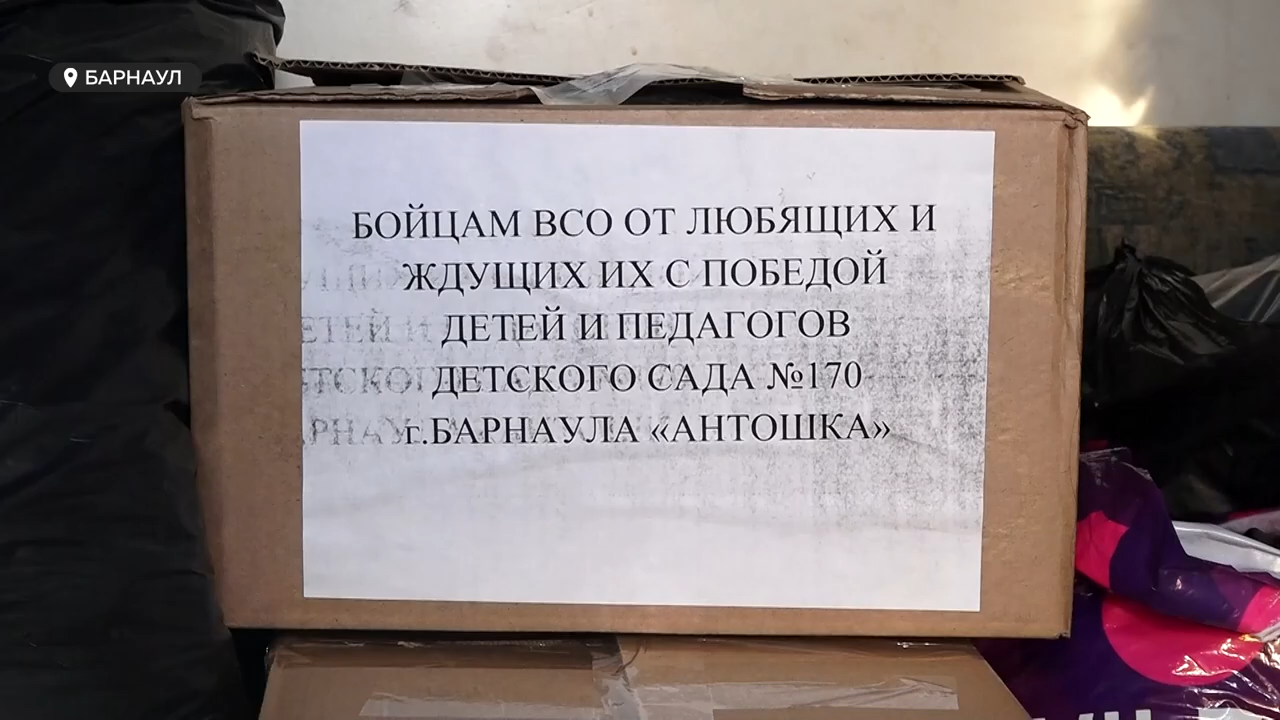 БАРНАУЛ
БОЙЦАМ ВСО ОТ ЛЮБЯЩИХ И
ЖДУЩИХ ИХ С ПОБЕДОЙ
ДЕТЕЙ И ПЕДАГОГОВ
ДЕТСКОГО САДА №170
г.БАРНАУЛА «АНТОШКА»